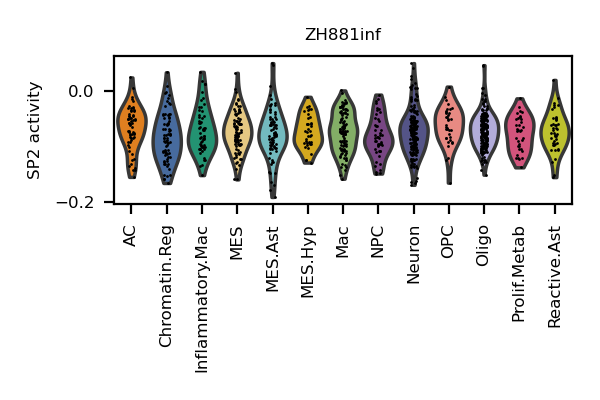 ZH881inf
SP2 activity
0.0
−0.2
AC
Chromatin.Reg
Inflammatory.Mac
MES
MES.Ast
MES.Hyp
Mac
NPC
Neuron
OPC
Oligo
Prolif.Metab
Reactive.Ast